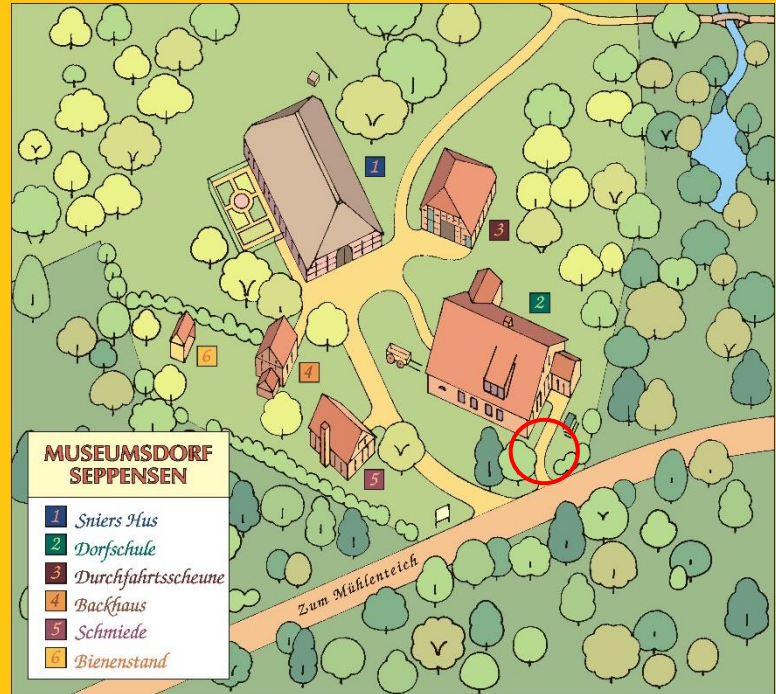 1
3
2
6
4
5
MUSEUMSDORF
SEPPENSEN
1 Sniers Hus
2 Dorfschule
3 Durchfahrtsscheune
4 Backhaus
5 Schmiede
6 Bienenstand
Zum Mühlenteich